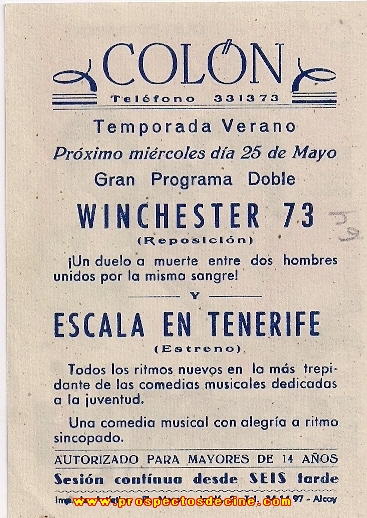 COLÓN
Teléfono 331373
Temporada Verano
Próximo miércoles día 25 de Mayo
Gran Programa Doble
WINCHESTER 73
(Reposición)
¡Un duelo a muerte entre dos hombres
unidos por la misma sangre!
Y
ESCALA EN TENERIFE
(Estreno)
Todos los ritmos nuevos en la más trepi-
dante de las comedias musicales dedicadas
a la juventud.
Una comedia musical con alegría a ritmo
sincopado.
AUTORIZADO PARA MAYORES DE 14 AÑOS
Sesión contínua desde SEIS tarde
www.prospectosdecine.com
- Alcoy